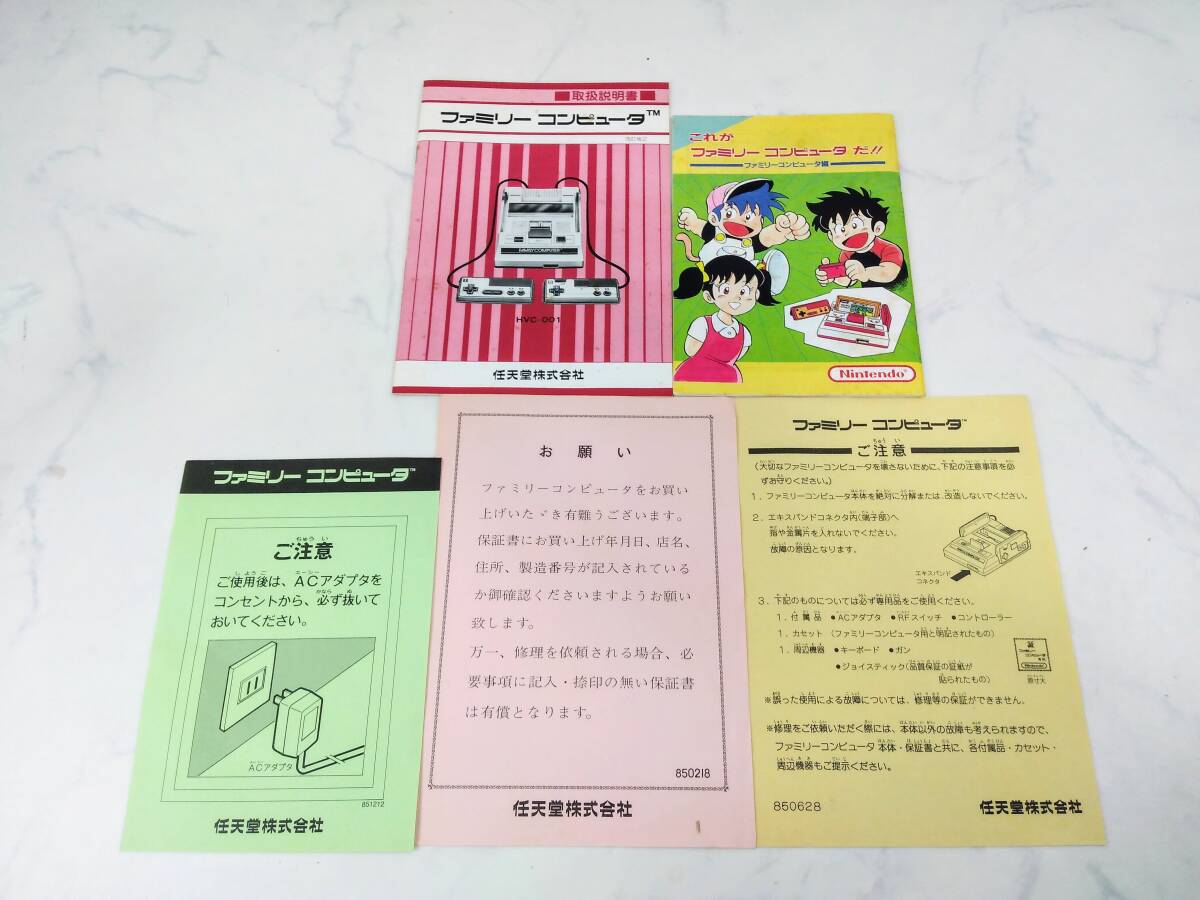 取扱説明書
ファミリー コンピュータ™
改訂補2
FAMILY COMPUTER
HVC-001
任天堂株式会社
これが
ファミリー コンピュータ だ!!
ファミリーコンピュータ編
Nintendo
ファミリー コンピュータ™
ちゅう い
ご注意
ご使用後は、ACアダプタを
コンセントから、必ず抜いて
おいてください。
ACアダプタ
851212
任天堂株式会社
お願い
ファミリーコンピュータをお買い
上げいたゞき有難うございます。
保証書にお買い上げ年月日、店名、
住所、製造番号が記入されている
か御確認くださいますようお願い
致します。
万一、修理を依頼される場合、必
要事項に記入・捺印の無い保証書
は有償となります。
850218
任天堂株式会社
ファミリー コンピュータ™
ちゅう い
ご注意
(大切なファミリーコンピュータを壊さないために、下記の注意事項を必
ずお守りください。)
1. ファミリーコンピュータ本体を絶対に分解または、改造しないでください。
2. エキスパンドコネクタ内(端子部)へ
指や金属片を入れないでください。
故障の原因となります。
エキスパンド
コネクタ
3. 下記のものについては必ず専用品をご使用ください。
1. 付属品 ●ACアダプタ ●RFスイッチ ●コントローラー
1. カセット (ファミリーコンピュータ用と明記されたもの)
1. 周辺機器 ●キーボード ●ガン
●ジョイスティック(品質保証の証紙が
貼られたもの)
原寸大
※誤った使用による故障については、修理等の保証ができません。
※修理をご依頼いただく際には、本体以外の故障も考えられますので、
ファミリーコンピュータ本体・保証書と共に、各付属品・カセット・
周辺機器もご提示ください。
850628
任天堂株式会社